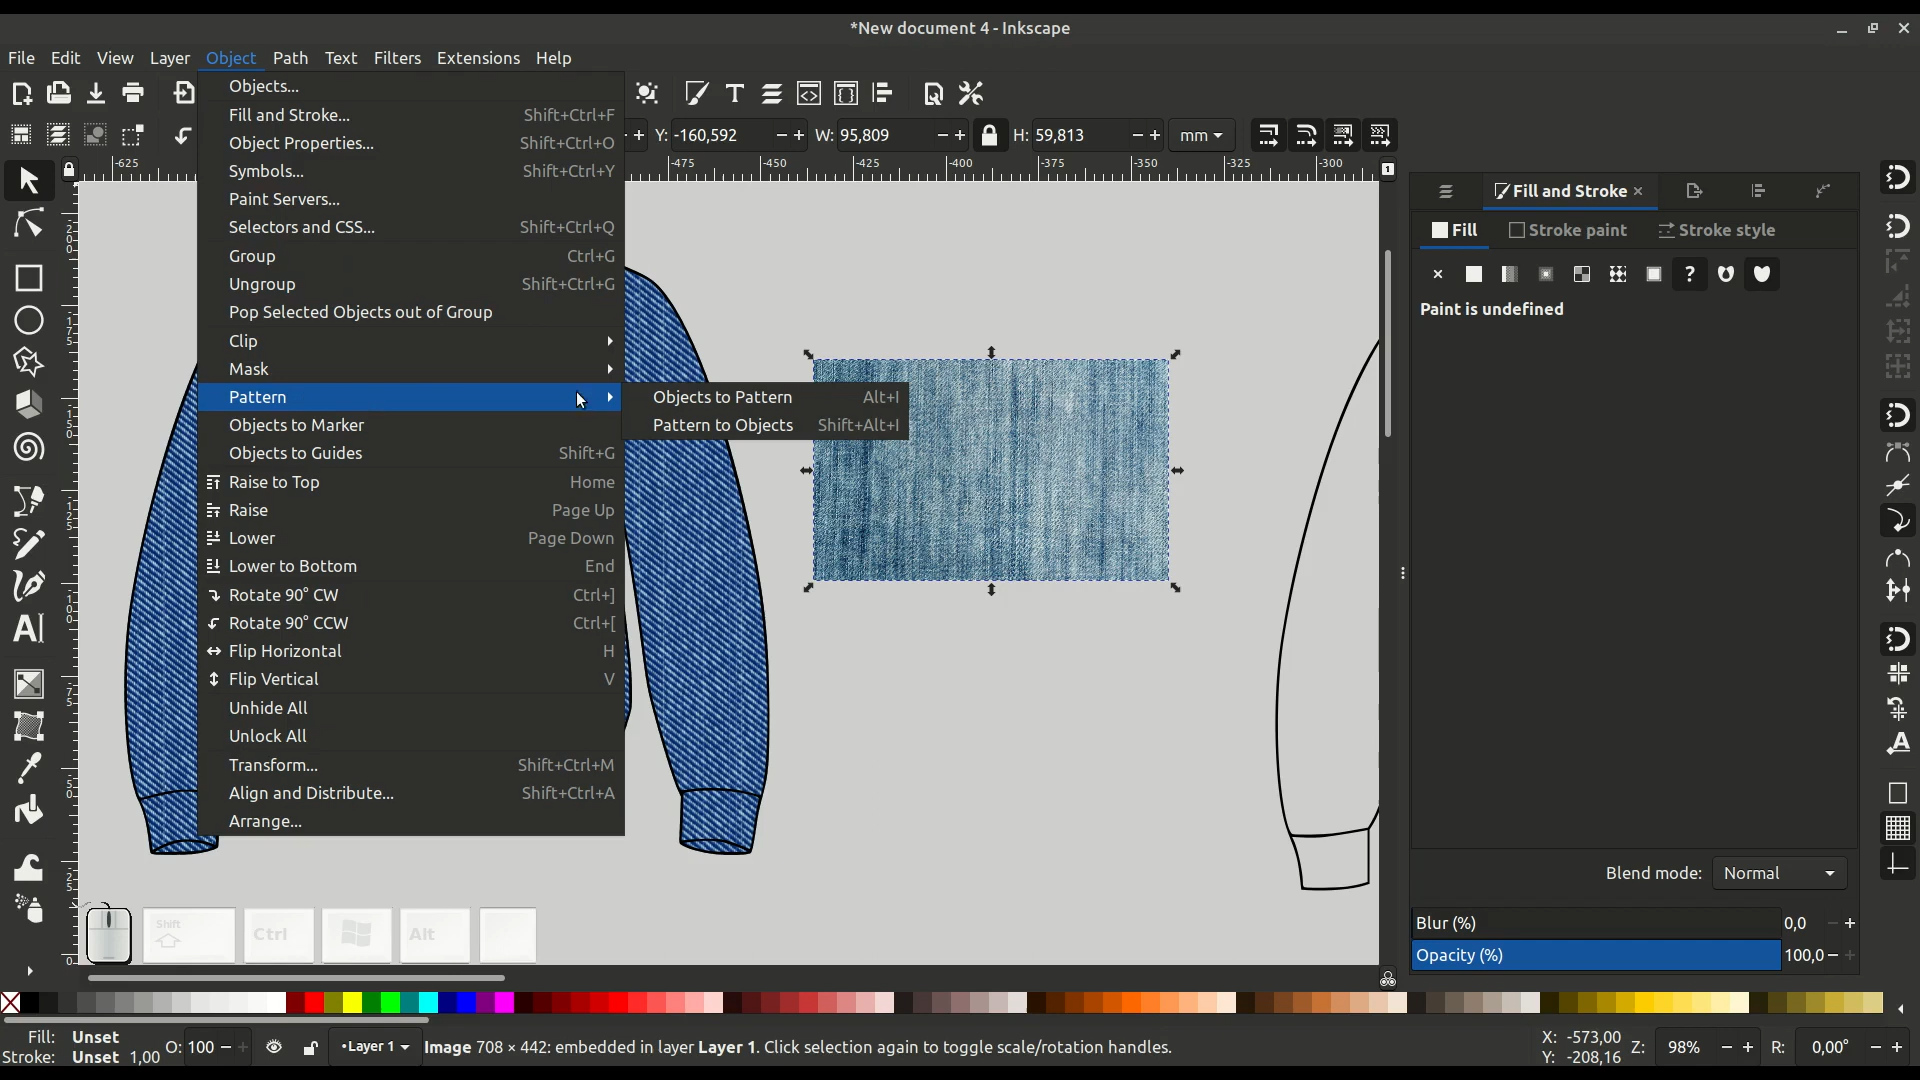 *New document 4 - Inkscape
File Edit View Layer Object Path Text Filters Extensions Help
Objects...
Fill and Stroke... Shift+Ctrl+F
Object Properties... Shift+Ctrl+O
Symbols... Shift+Ctrl+Y
Paint Servers...
Selectors and CSS... Shift+Ctrl+Q
Group Ctrl+G
Ungroup Shift+Ctrl+G
Pop Selected Objects out of Group
Clip
Mask
Pattern
Objects to Marker
Objects to Guides Shift+G
Raise to Top Home
Raise Page Up
Lower Page Down
Lower to Bottom End
Rotate 90° CW Ctrl+]
Rotate 90° CCW Ctrl+[
Flip Horizontal H
Flip Vertical V
Unhide All
Unlock All
Transform... Shift+Ctrl+M
Align and Distribute... Shift+Ctrl+A
Arrange...
Objects to Pattern Alt+I
Pattern to Objects Shift+Alt+I
Y: -160,592 W: 95,809 H: 59,813 mm
-625 -475 -450 -425 -400 -375 -350 -325 -300
1
Fill and Stroke
Fill Stroke paint Stroke style
?
Paint is undefined
Blend mode: Normal
Blur (%) 0,0
Opacity (%) 100,0
Shift Ctrl Alt
Fill: Unset
Stroke: Unset 1,00 O: 100
•Layer 1
Image 708 × 442: embedded in layer Layer 1. Click selection again to toggle scale/rotation handles.
X: -573,00
Y: -208,16
Z: 98% R: 0,00°